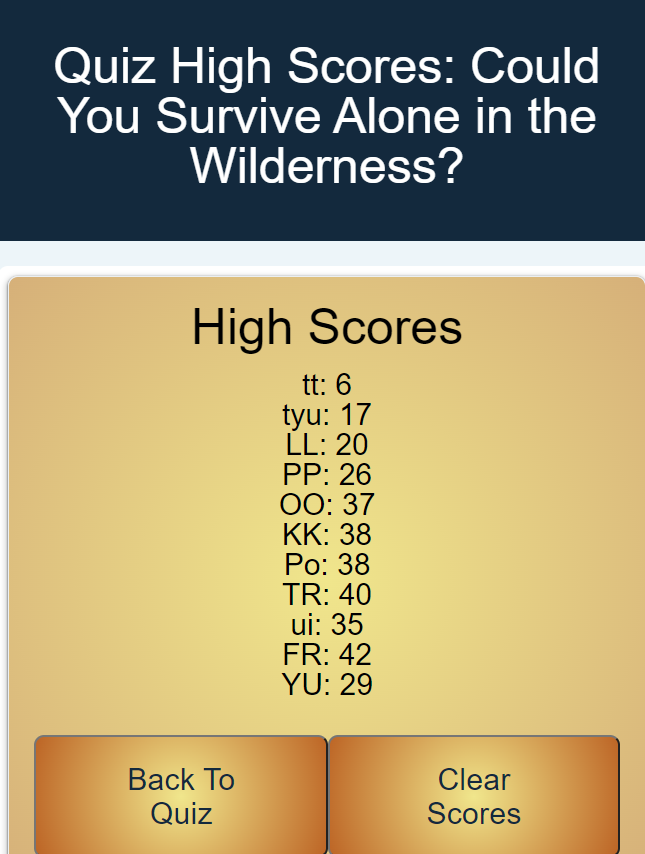 Quiz High Scores: Could
You Survive Alone in the
Wilderness?
High Scores
tt: 6
tyu: 17
LL: 20
PP: 26
OO: 37
KK: 38
Po: 38
TR: 40
ui: 35
FR: 42
YU: 29
Back To
Quiz
Clear
Scores